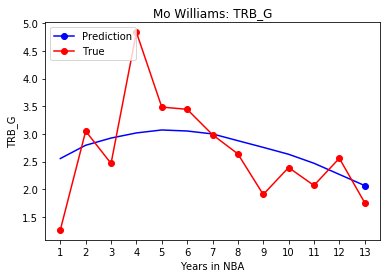 Mo Williams: TRB_G
Prediction
True
5.0
4.5
4.0
3.5
3.0
2.5
2.0
1.5
TRB_G
1 2 3 4 5 6 7 8 9 10 11 12 13
Years in NBA